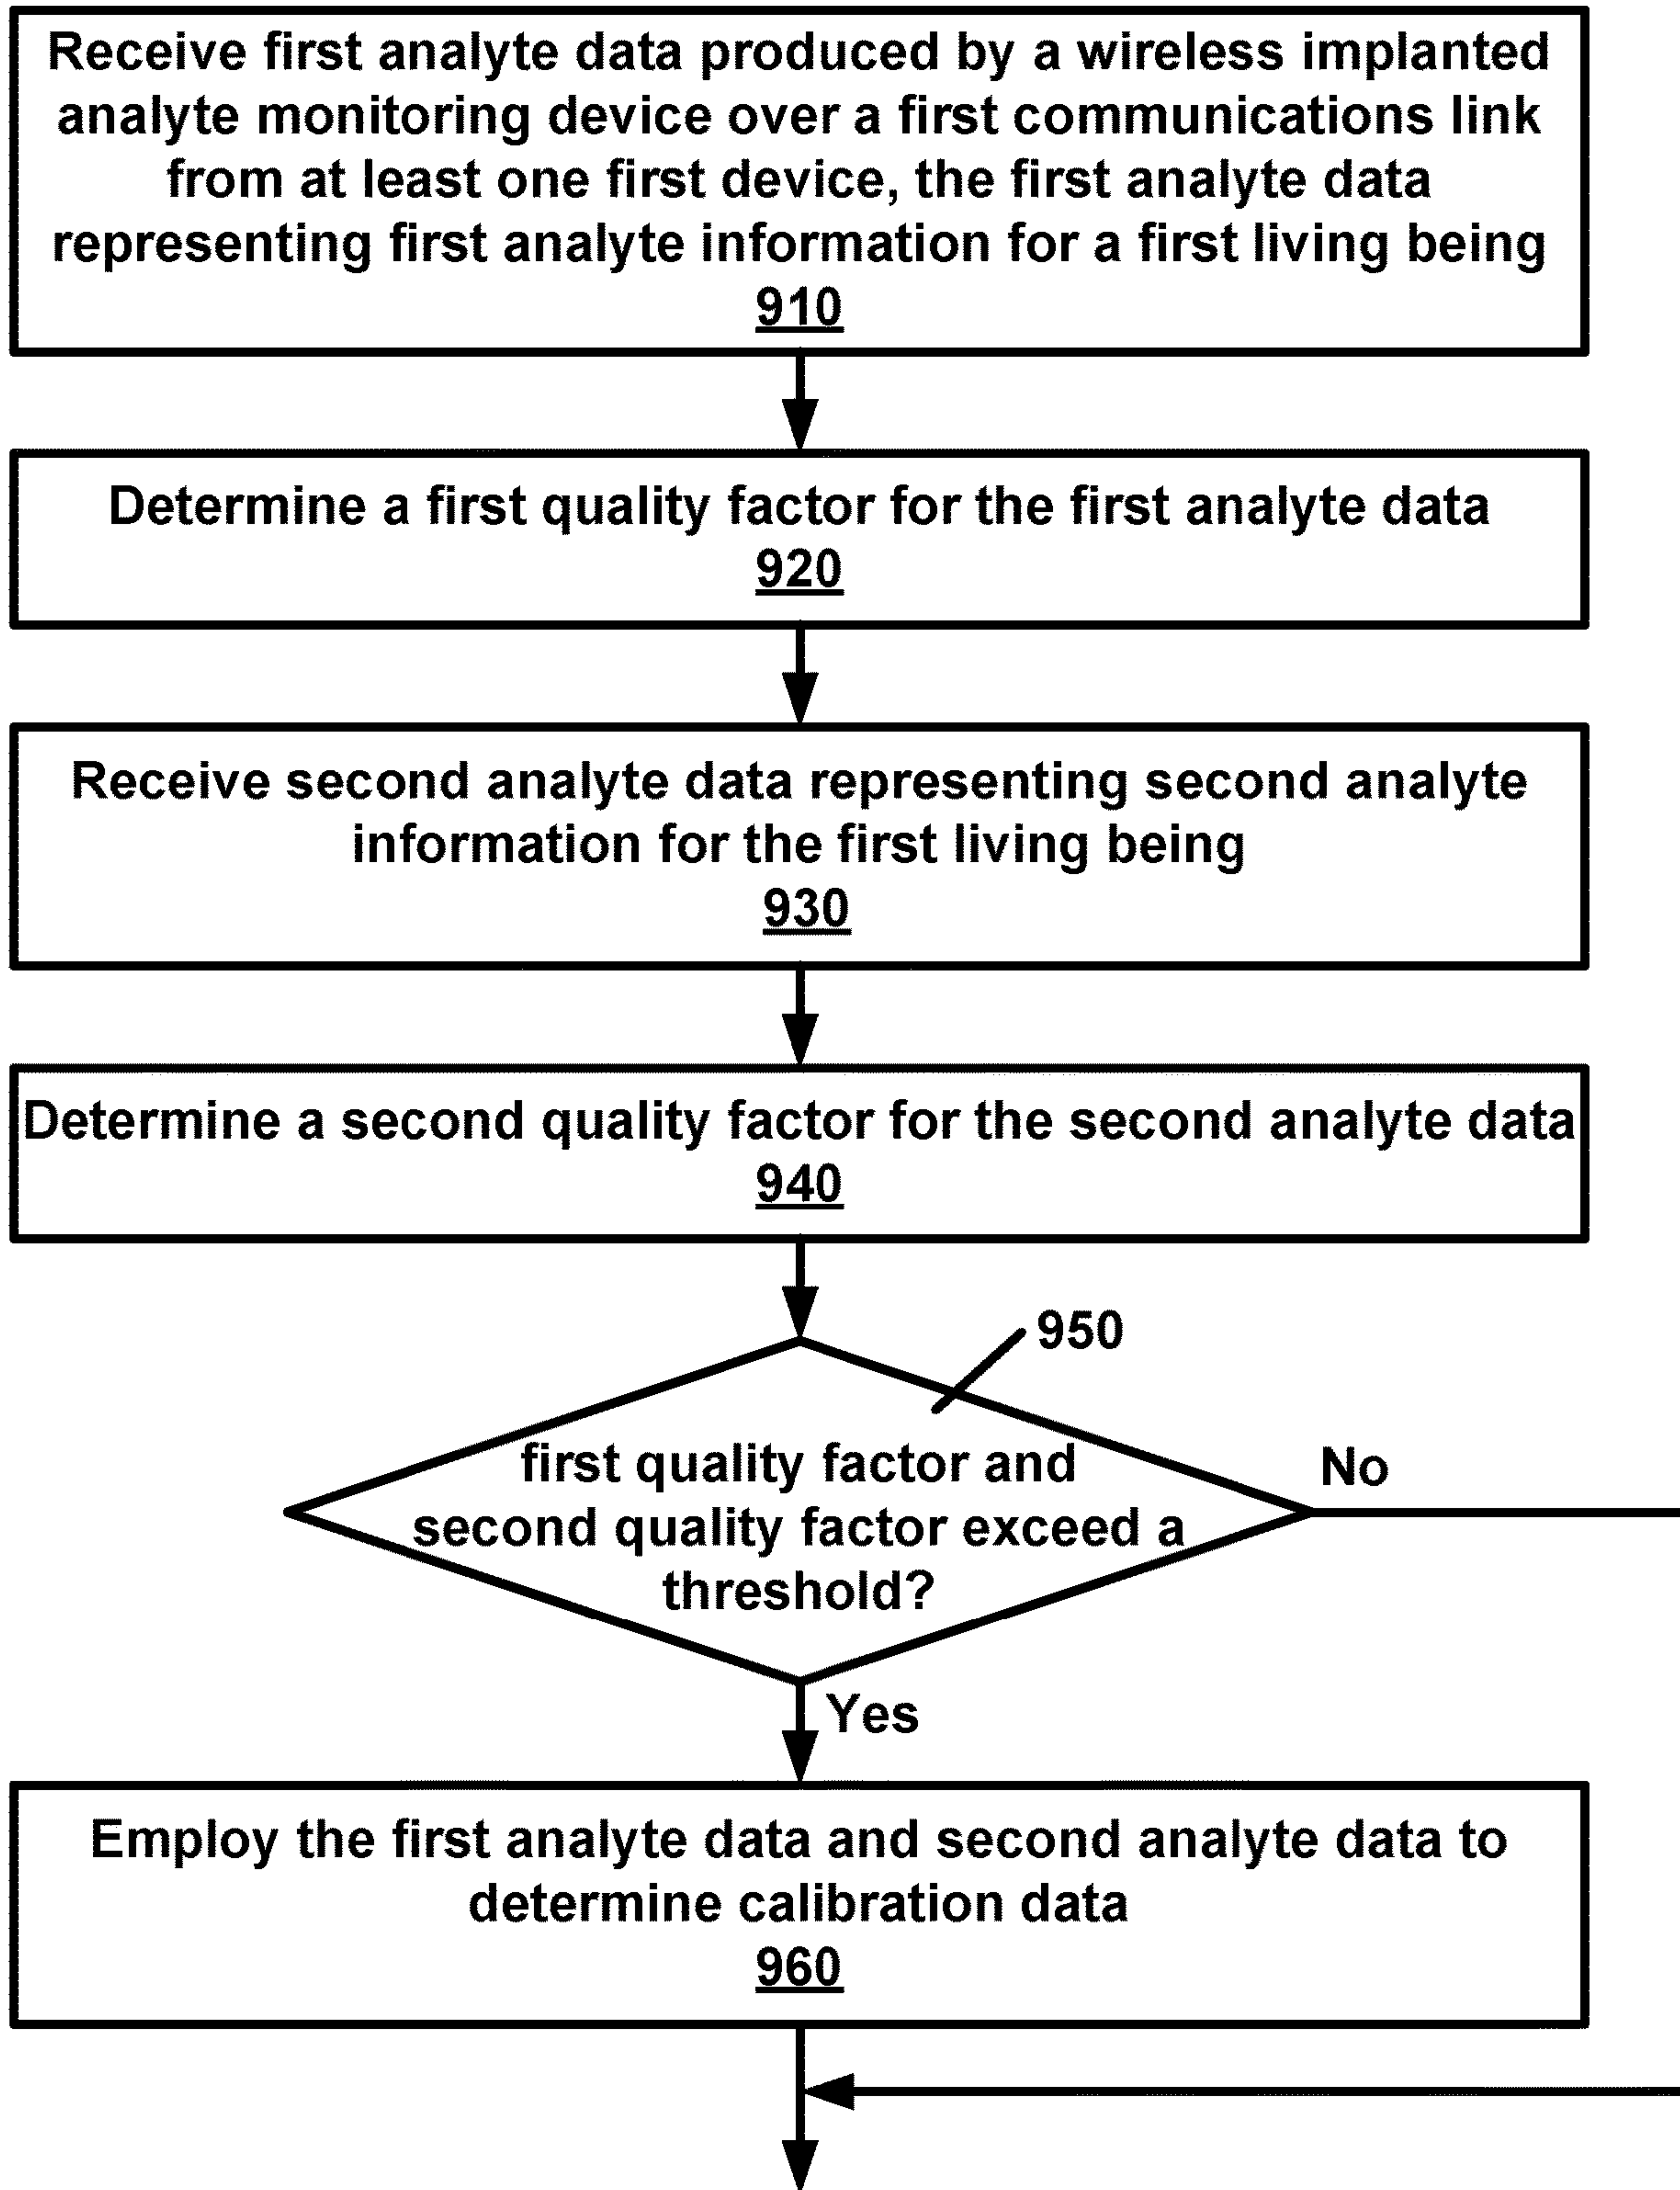 Receive first analyte data produced by a wireless implanted
analyte monitoring device over a first communications link
from at least one first device, the first analyte data
representing first analyte information for a first living being
910
Determine a first quality factor for the first analyte data
920
Receive second analyte data representing second analyte
information for the first living being
930
Determine a second quality factor for the second analyte data
940
950
first quality factor and
second quality factor exceed a
threshold?
No
Yes
Employ the first analyte data and second analyte data to
determine calibration data
960